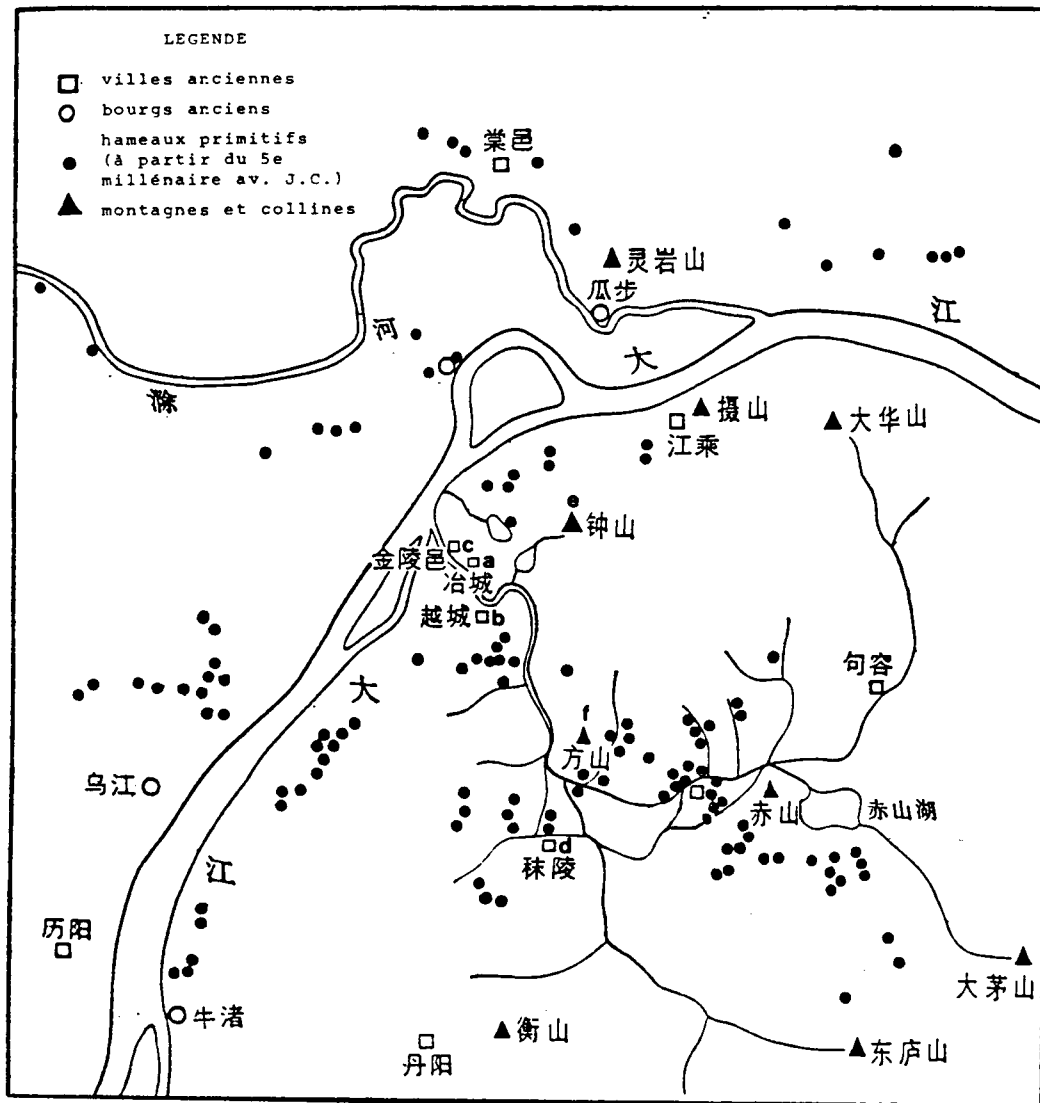 LEGENDE
villes anciennes
bourgs anciens
hameaux primitifs
(à partir du 5e
millénaire av. J.C.)
montagnes et collines
棠邑
灵岩山
瓜步
江
河
大
滁
摄山
大华山
江乘
e
钟山
c
金陵邑
a
冶城
越城
b
句容
大
f
方山
乌江
赤山
赤山湖
d
秣陵
江
历阳
大茅山
牛渚
衡山
东庐山
丹阳